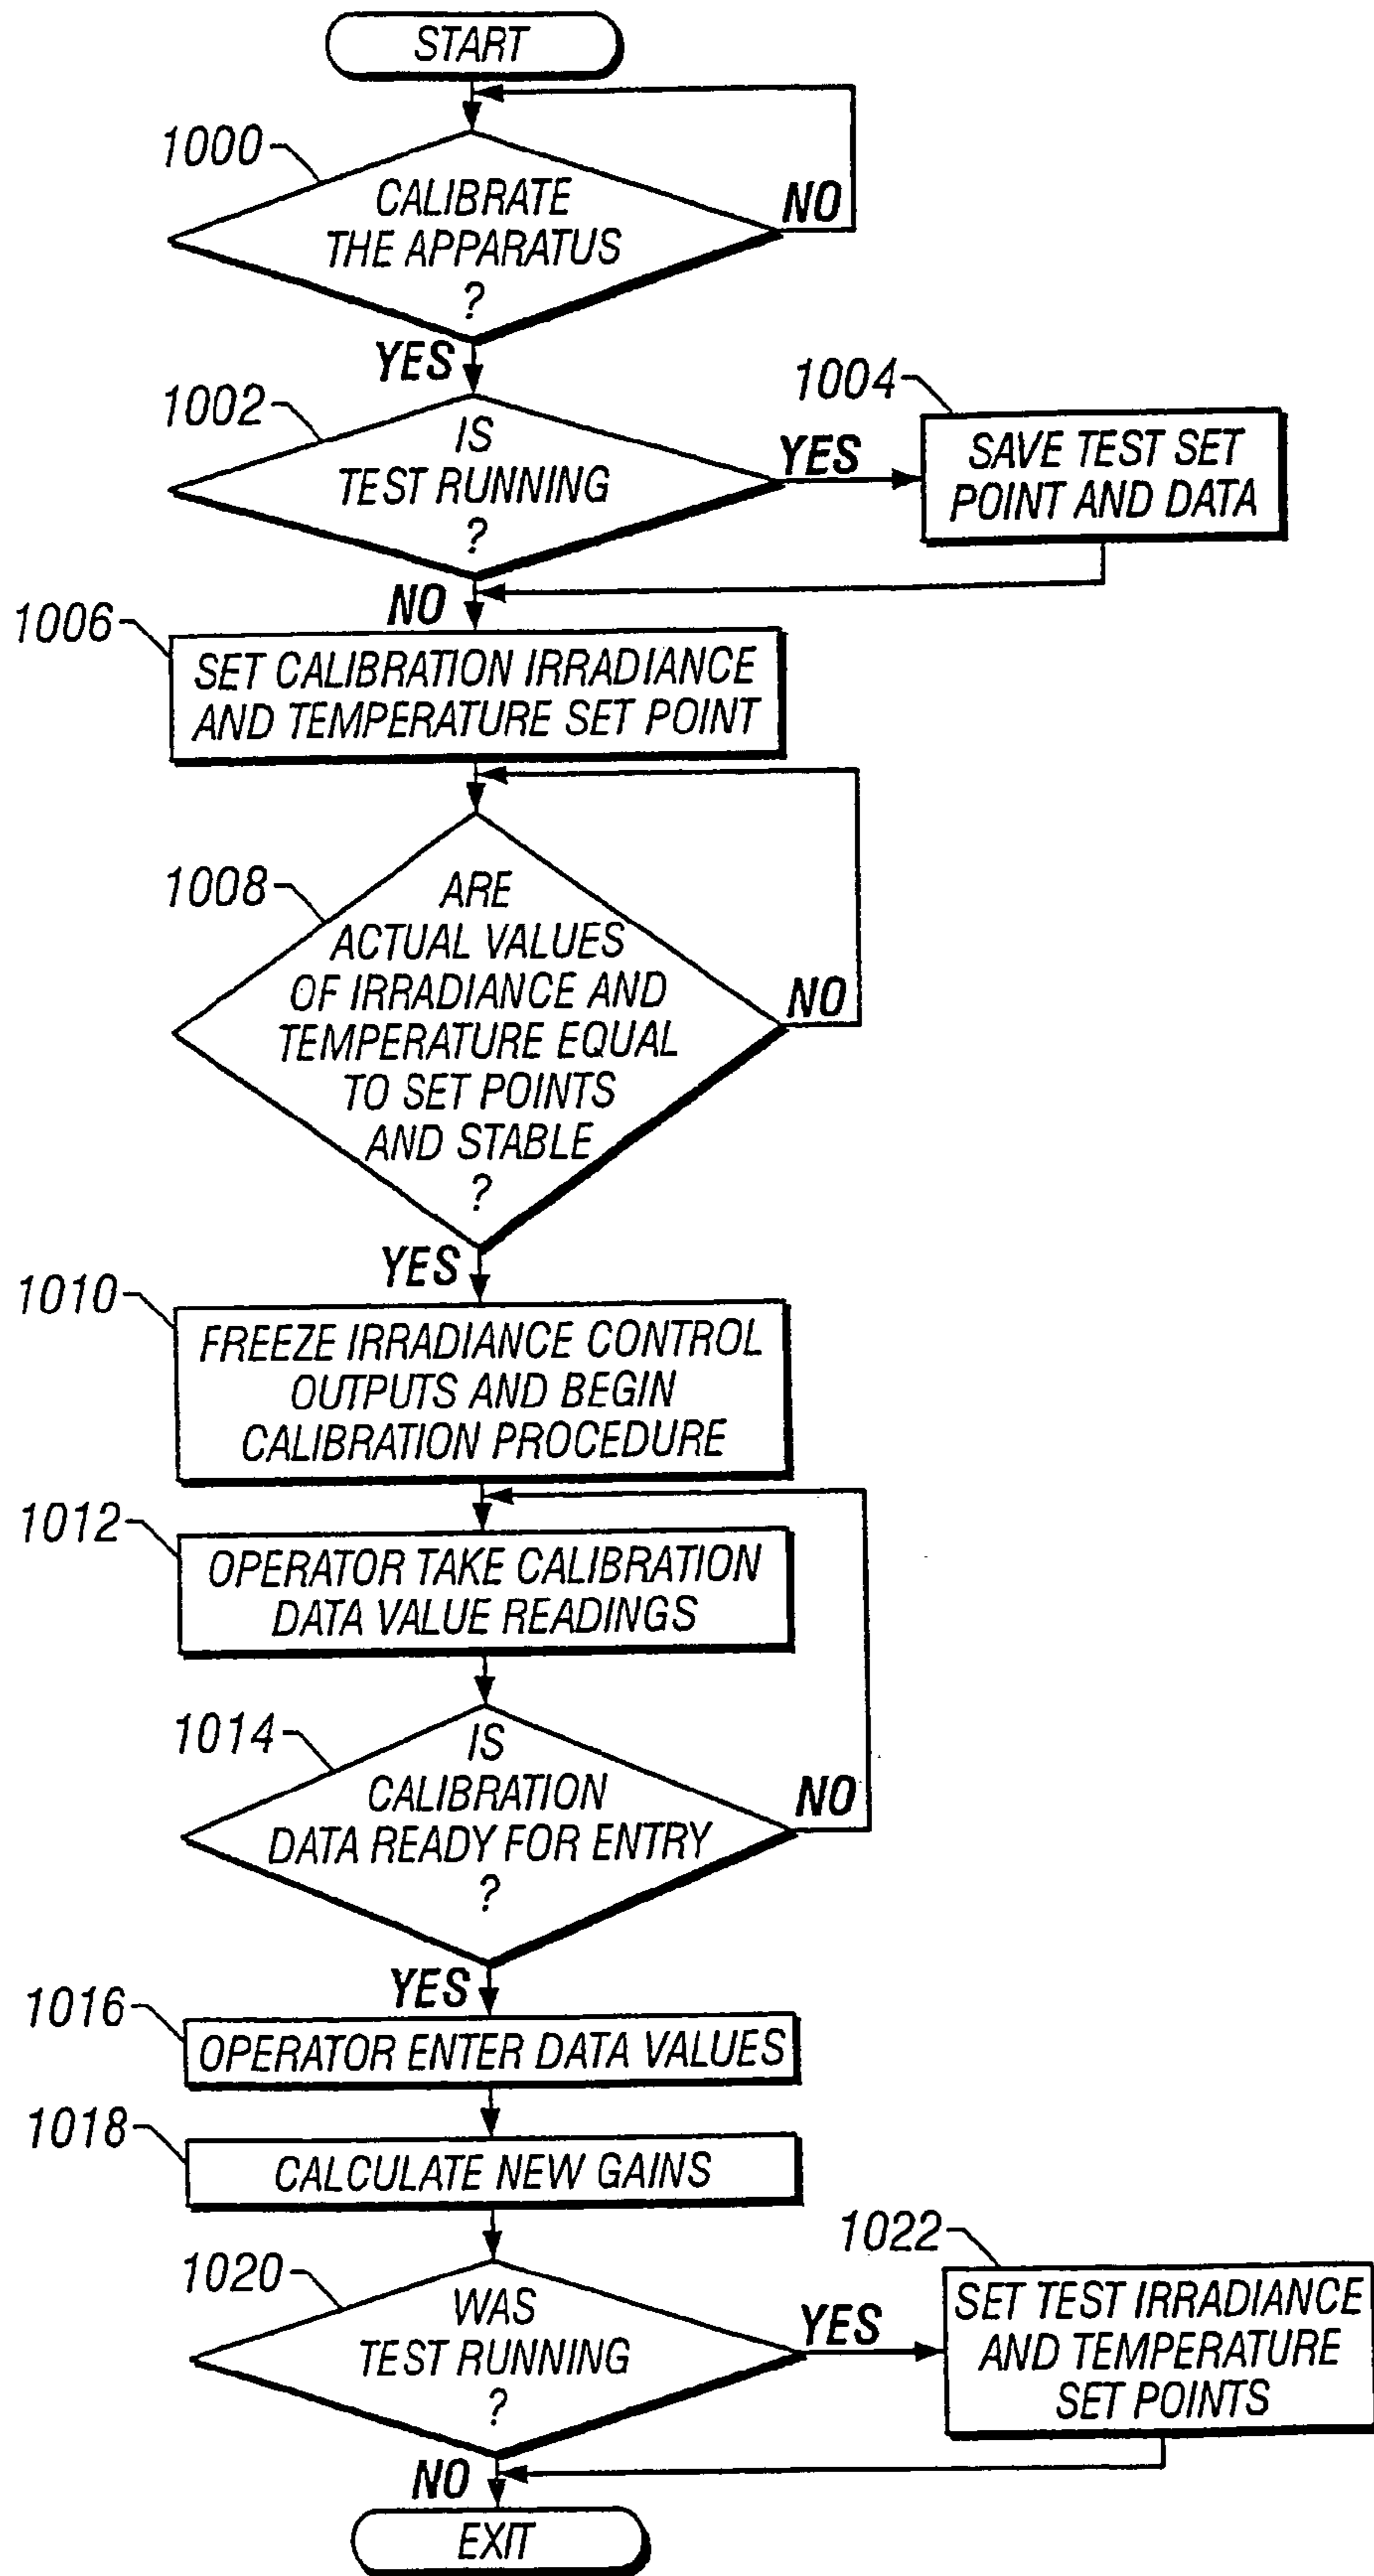 START
1000
CALIBRATE
THE APPARATUS
?
NO
YES
1002
IS
TEST RUNNING
?
YES
1004
SAVE TEST SET
POINT AND DATA
NO
1006
SET CALIBRATION IRRADIANCE
AND TEMPERATURE SET POINT
1008
ARE
ACTUAL VALUES
OF IRRADIANCE AND
TEMPERATURE EQUAL
TO SET POINTS
AND STABLE
?
NO
YES
1010
FREEZE IRRADIANCE CONTROL
OUTPUTS AND BEGIN
CALIBRATION PROCEDURE
1012
OPERATOR TAKE CALIBRATION
DATA VALUE READINGS
1014
IS
CALIBRATION
DATA READY FOR ENTRY
?
NO
YES
1016
OPERATOR ENTER DATA VALUES
1018
CALCULATE NEW GAINS
1020
WAS
TEST RUNNING
?
YES
1022
SET TEST IRRADIANCE
AND TEMPERATURE
SET POINTS
NO
EXIT